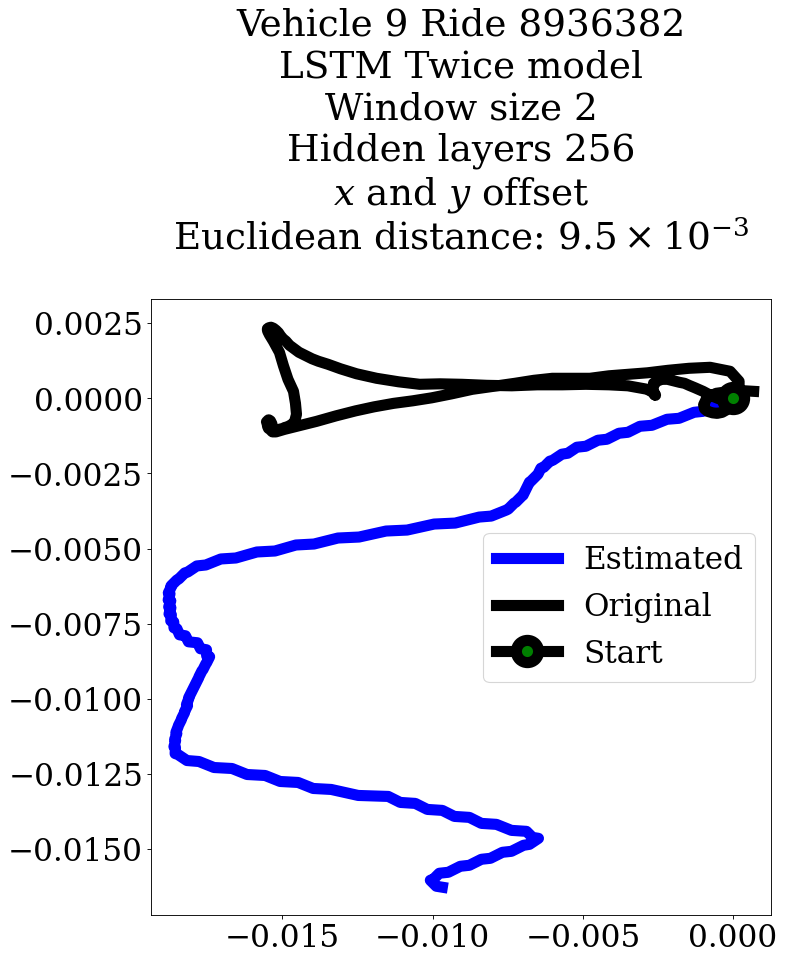 Vehicle 9 Ride 8936382
LSTM Twice model
Window size 2
Hidden layers 256
x and y offset
Euclidean distance: 9.5 × 10⁻³
0.0025
0.0000
−0.0025
−0.0050
−0.0075
−0.0100
−0.0125
−0.0150
Estimated
Original
Start
−0.015 −0.010 −0.005 0.000